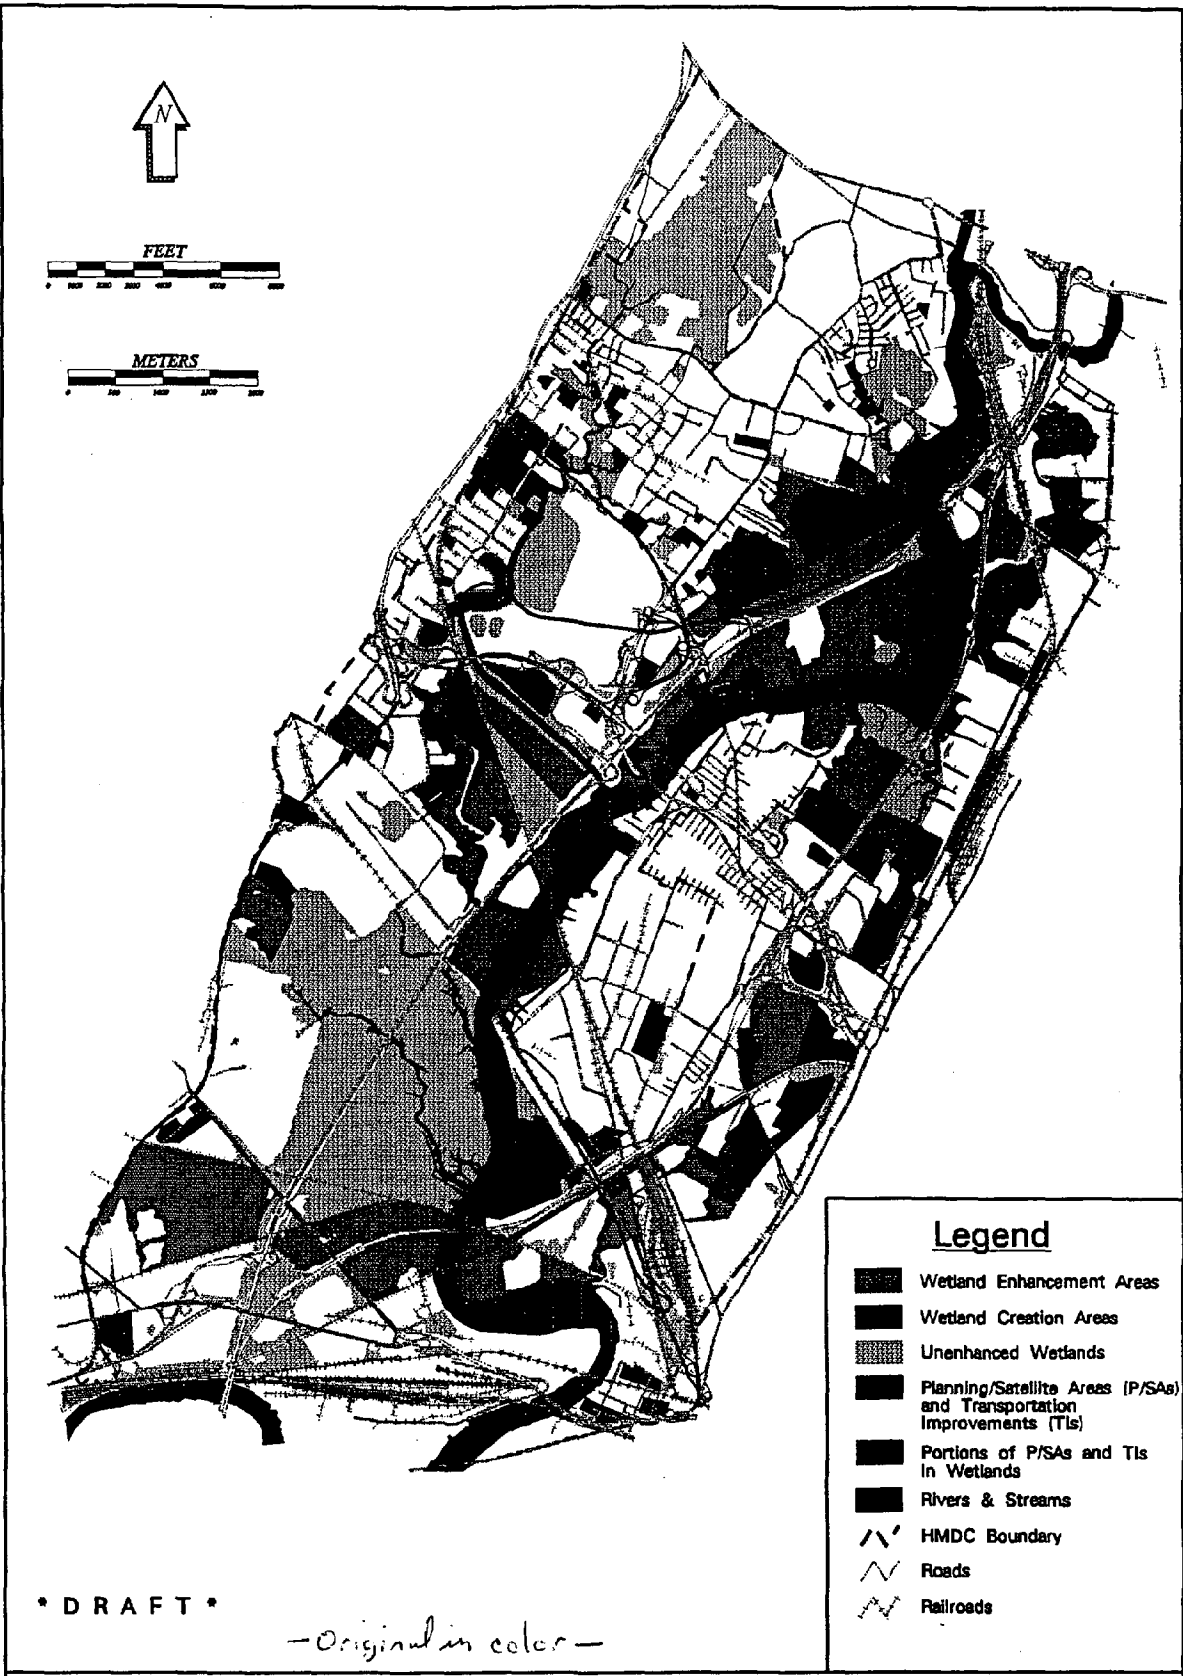 N
FEET
METERS
Legend
Wetland Enhancement Areas
Wetland Creation Areas
Unenhanced Wetlands
Planning/Satellite Areas (P/SAs)
and Transportation
Improvements (TIs)
Portions of P/SAs and TIs
In Wetlands
Rivers & Streams
HMDC Boundary
Roads
Railroads
* D R A F T *
- Original in color -